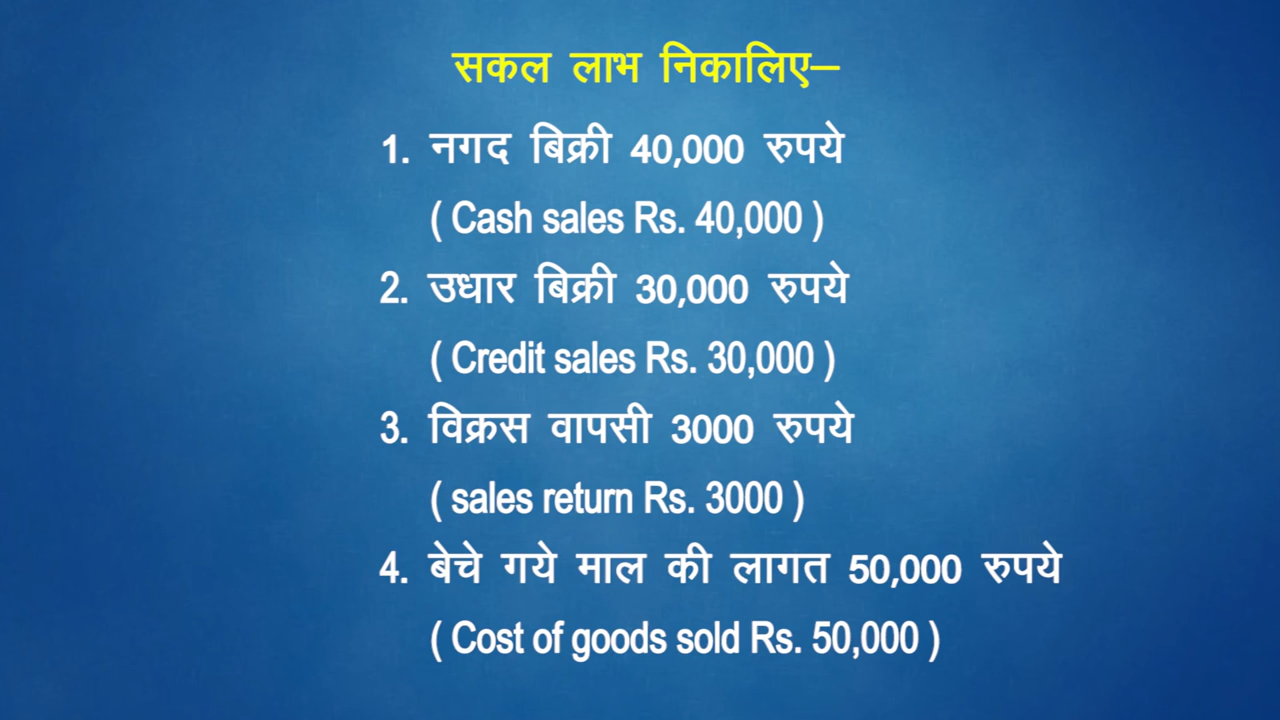 सकल लाभ निकालिए–
1. नगद बिक्री 40,000 रुपये
( Cash sales Rs. 40,000 )
2. उधार बिक्री 30,000 रुपये
( Credit sales Rs. 30,000 )
3. विक्रस वापसी 3000 रुपये
( sales return Rs. 3000 )
4. बेचे गये माल की लागत 50,000 रुपये
( Cost of goods sold Rs. 50,000 )